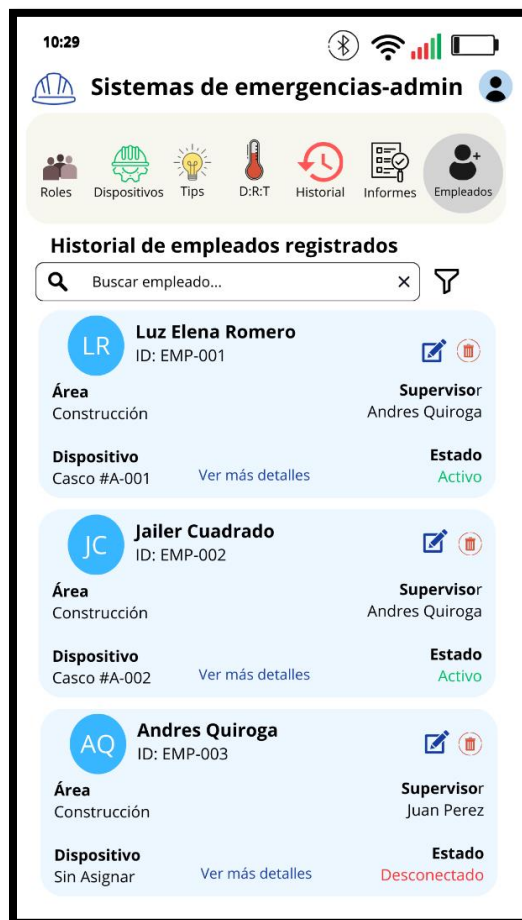 10:29
Sistemas de emergencias-admin
Roles Dispositivos Tips D:R:T Historial Informes Empleados
Historial de empleados registrados
Buscar empleado...
LR Luz Elena Romero
ID: EMP-001
Área Supervisor
Construcción Andres Quiroga
Dispositivo Estado
Casco #A-001 Ver más detalles Activo
JC Jailer Cuadrado
ID: EMP-002
Área Supervisor
Construcción Andres Quiroga
Dispositivo Estado
Casco #A-002 Ver más detalles Activo
AQ Andres Quiroga
ID: EMP-003
Área Supervisor
Construcción Juan Perez
Dispositivo Estado
Sin Asignar Ver más detalles Desconectado